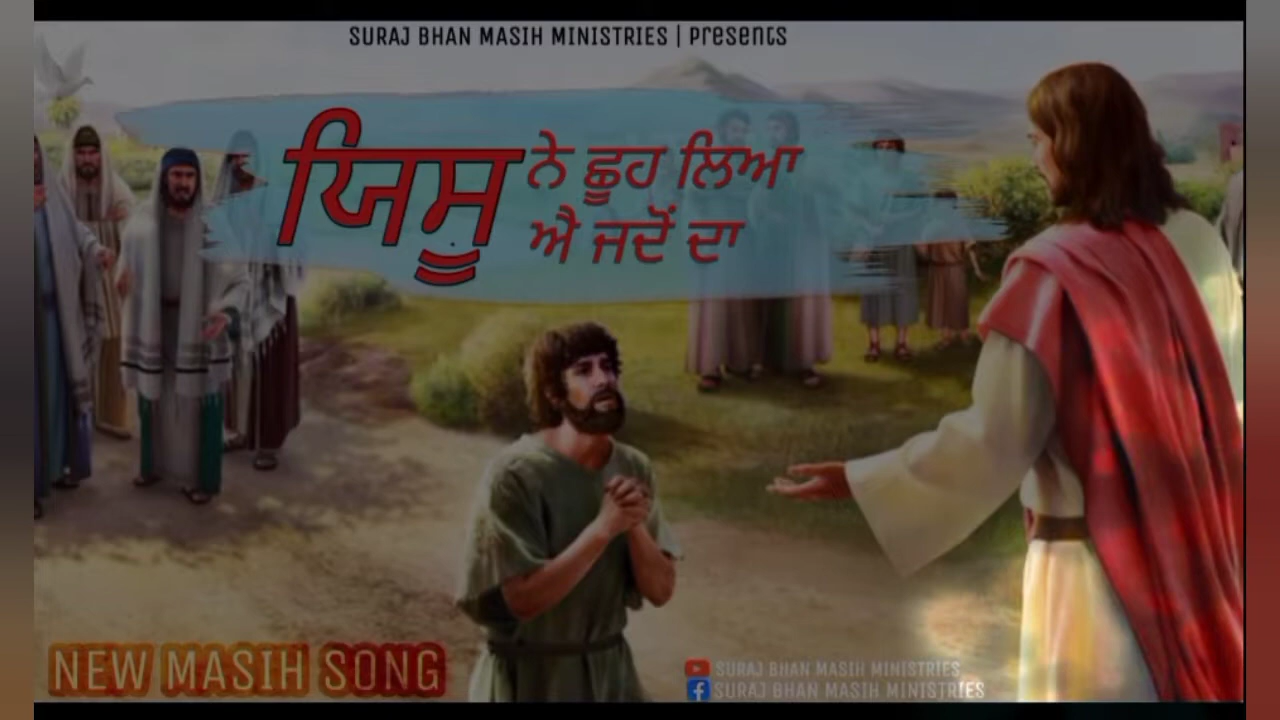 SURAJ BHAN MASIH MINISTRIES | Presents
ਯਿਸੂ ਨੇ ਛੂਹ ਲਿਆ
ਐ ਜਦੋਂ ਦਾ
NEW MASIH SONG
SURAJ BHAN MASIH MINISTRIES
SURAJ BHAN MASIH MINISTRIES